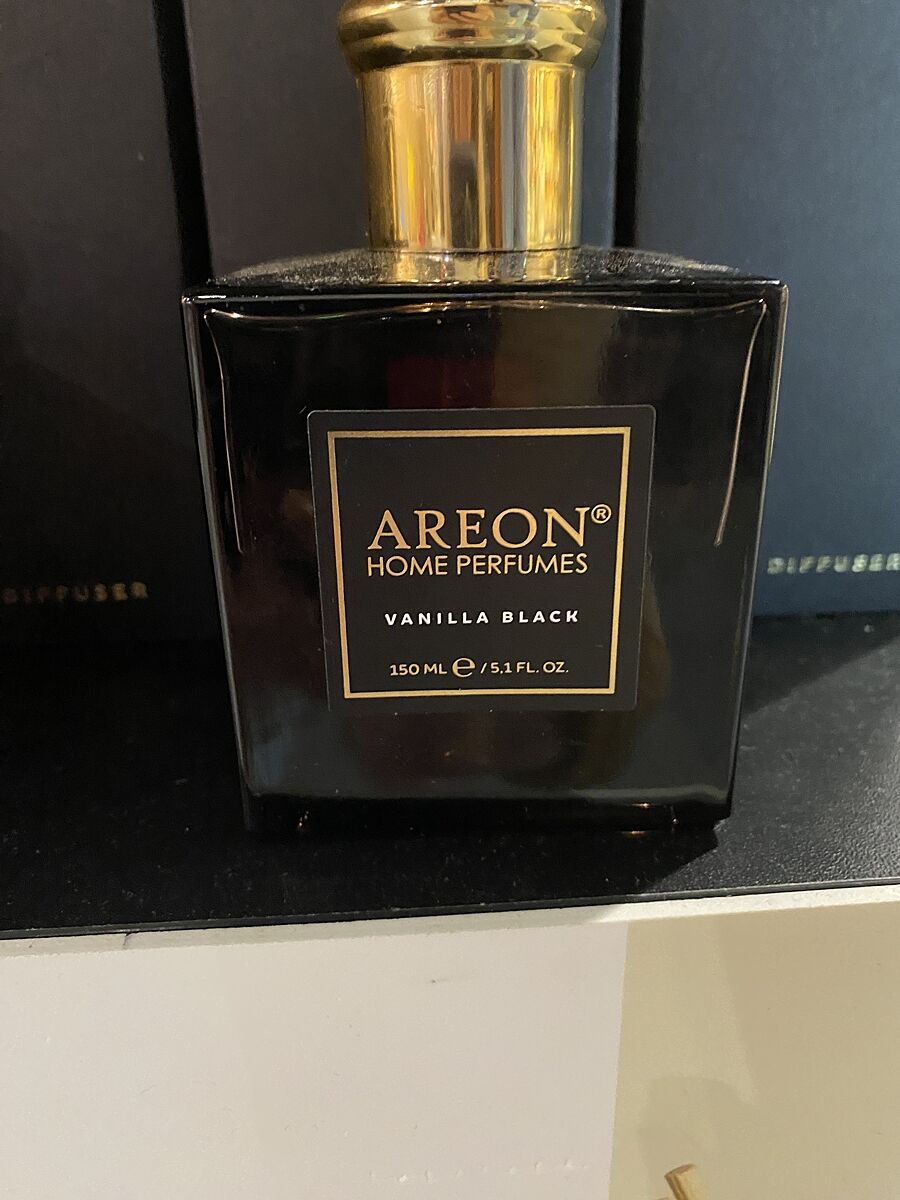 AREON®
HOME PERFUMES
VANILLA BLACK
150 ML ℮ / 5,1 FL. OZ.
DIFFUSER
DIFFUSER